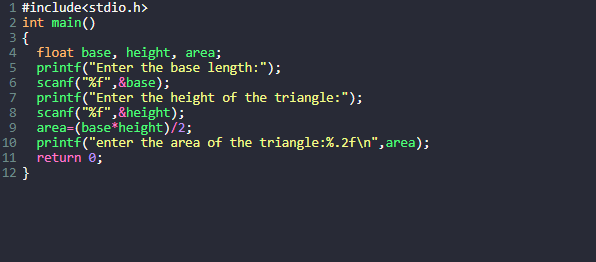 1 #include<stdio.h>
2 int main()
3 {
4   float base, height, area;
5   printf("Enter the base length:");
6   scanf("%f",&base);
7   printf("Enter the height of the triangle:");
8   scanf("%f",&height);
9   area=(base*height)/2;
10   printf("enter the area of the triangle:%.2f\n",area);
11   return 0;
12 }